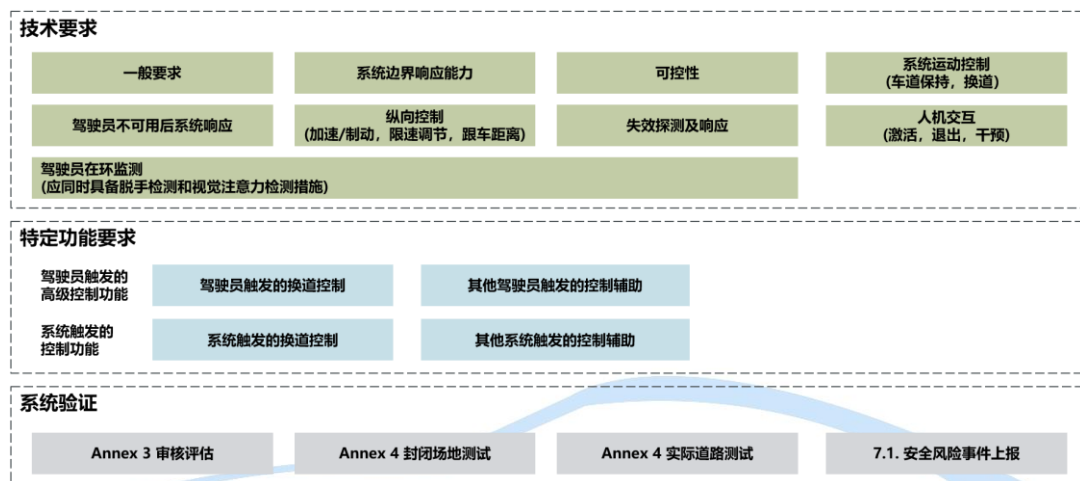 技术要求
一般要求
系统边界响应能力
可控性
系统运动控制
(车道保持，换道)
驾驶员不可用后系统响应
纵向控制
(加速/制动，限速调节，跟车距离)
失效探测及响应
人机交互
(激活，退出，干预)
驾驶员在环监测
(应同时具备脱手检测和视觉注意力检测措施)
特定功能要求
驾驶员触发的
高级控制功能
驾驶员触发的换道控制
其他驾驶员触发的控制辅助
系统触发的
控制功能
系统触发的换道控制
其他系统触发的控制辅助
系统验证
Annex 3 审核评估
Annex 4 封闭场地测试
Annex 4 实际道路测试
7.1. 安全风险事件上报